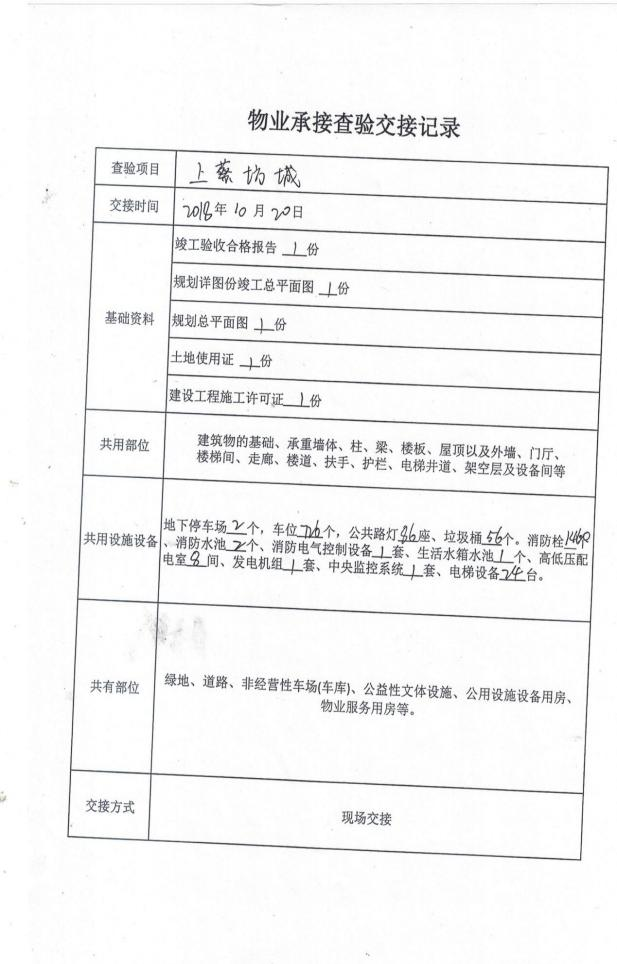 物业承接查验交接记录
查验项目
上蔡坊城
交接时间
2018年10月20日
基础资料
竣工验收合格报告 1 份
规划详图份竣工总平面图 1 份
规划总平面图 1 份
土地使用证 1 份
建设工程施工许可证 1 份
共用部位
建筑物的基础、承重墙体、柱、梁、楼板、屋顶以及外墙、门厅、
楼梯间、走廊、楼道、扶手、护栏、电梯井道、架空层及设备间等
共用设施设备
地下停车场 2 个，车位 726 个，公共路灯 86 座、垃圾桶 56 个。消防栓
、消防水池 2 个、消防电气控制设备 1 套、生活水箱水池 1 个、高低压配
电室 8 间、发电机组 1 套、中央监控系统 1 套、电梯设备 24 台。
共有部位
绿地、道路、非经营性车场(车库)、公益性文体设施、公用设施设备用房、
物业服务用房等。
交接方式
现场交接